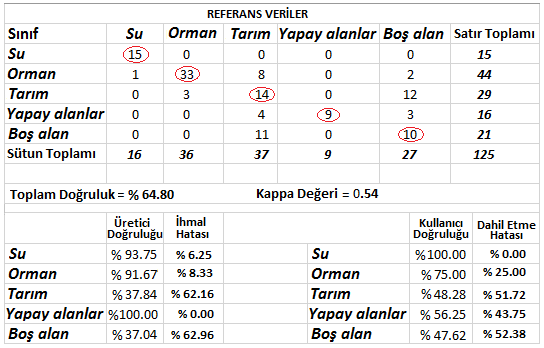 REFERANS VERİLER
Sınıf Su Orman Tarım Yapay alanlar Boş alan Satır Toplamı
Su 15 0 0 0 0 15
Orman 1 33 8 0 2 44
Tarım 0 3 14 0 12 29
Yapay alanlar 0 0 4 9 3 16
Boş alan 0 0 11 0 10 21
Sütun Toplamı 16 36 37 9 27 125
Toplam Doğruluk = % 64.80 Kappa Değeri = 0.54
Üretici Doğruluğu İhmal Hatası Kullanıcı Doğruluğu Dahil Etme Hatası
Su % 93.75 % 6.25 Su %100.00 % 0.00
Orman % 91.67 % 8.33 Orman % 75.00 % 25.00
Tarım % 37.84 % 62.16 Tarım % 48.28 % 51.72
Yapay alanlar %100.00 % 0.00 Yapay alanlar % 56.25 % 43.75
Boş alan % 37.04 % 62.96 Boş alan % 47.62 % 52.38